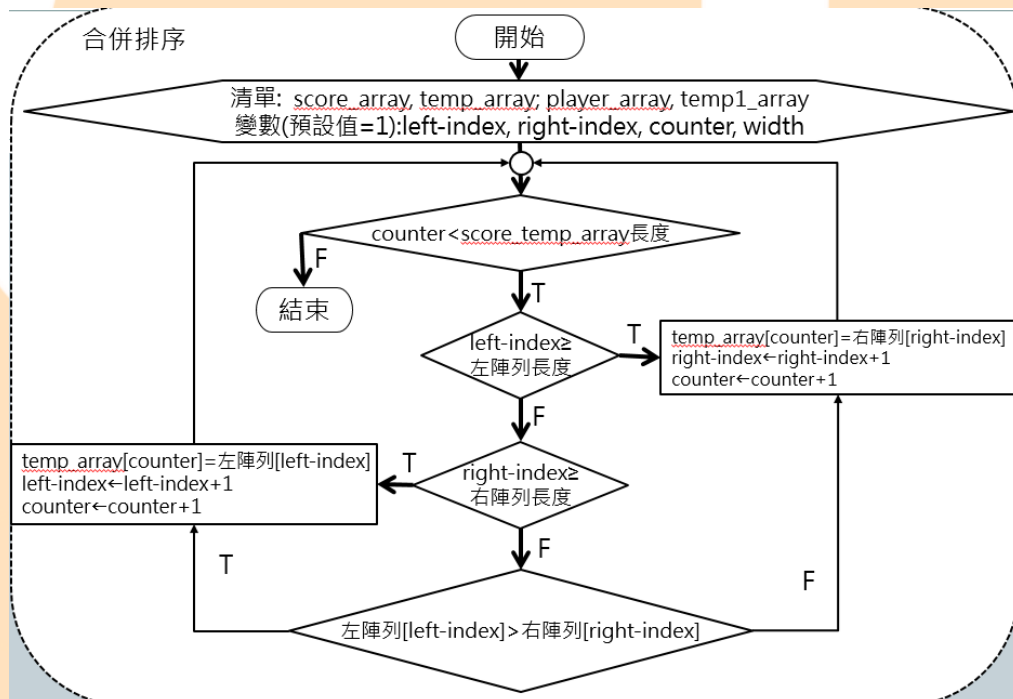 合併排序
開始
清單: score_array, temp_array; player_array, temp1_array
變數(預設值=1):left-index, right-index, counter, width
counter<score_temp_array長度
F
結束
T
left-index≥
左陣列長度
T
temp_array[counter]=右陣列[right-index]
right-index←right-index+1
counter←counter+1
F
temp_array[counter]=左陣列[left-index]
left-index←left-index+1
counter←counter+1
T
right-index≥
右陣列長度
F
T
F
左陣列[left-index]>右陣列[right-index]